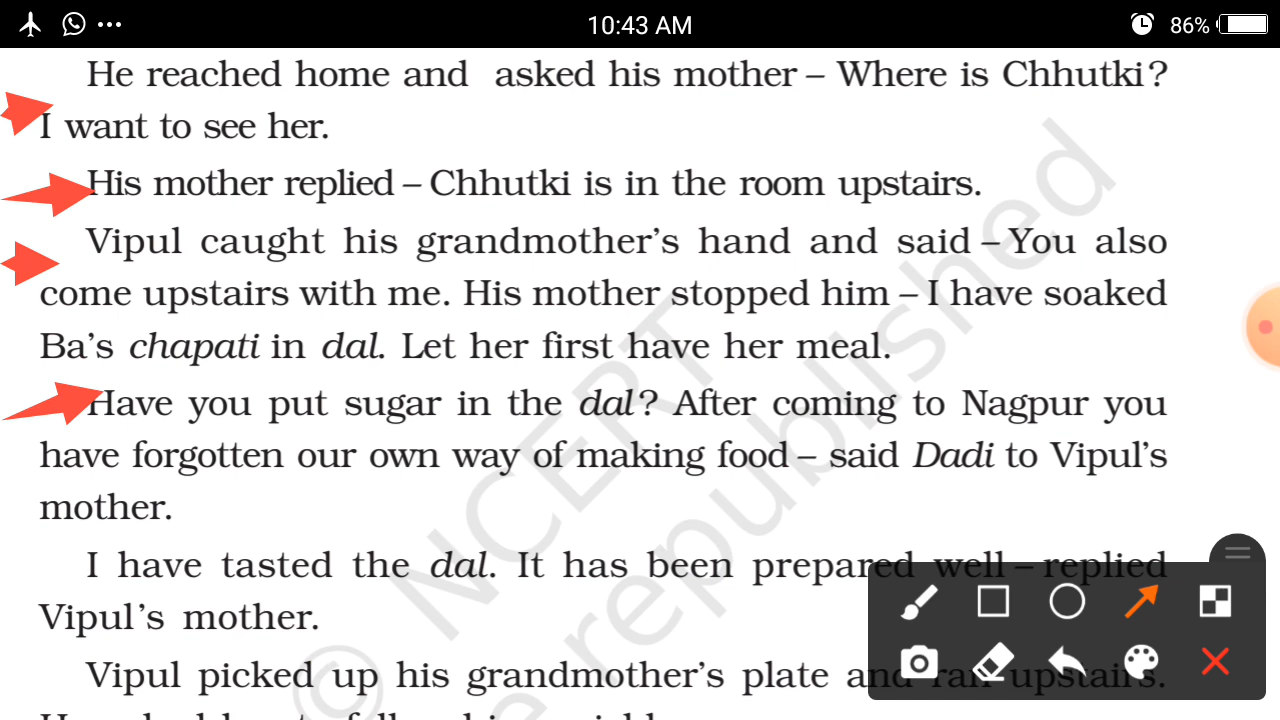 10:43 AM
86%
He reached home and asked his mother – Where is Chhutki?
I want to see her.
His mother replied – Chhutki is in the room upstairs.
Vipul caught his grandmother's hand and said – You also
come upstairs with me. His mother stopped him – I have soaked
Ba's chapati in dal. Let her first have her meal.
Have you put sugar in the dal? After coming to Nagpur you
have forgotten our own way of making food – said Dadi to Vipul's
mother.
I have tasted the dal. It has been prepared well – replied
Vipul's mother.
Vipul picked up his grandmother's plate and ran upstairs.
© NCERT
republished